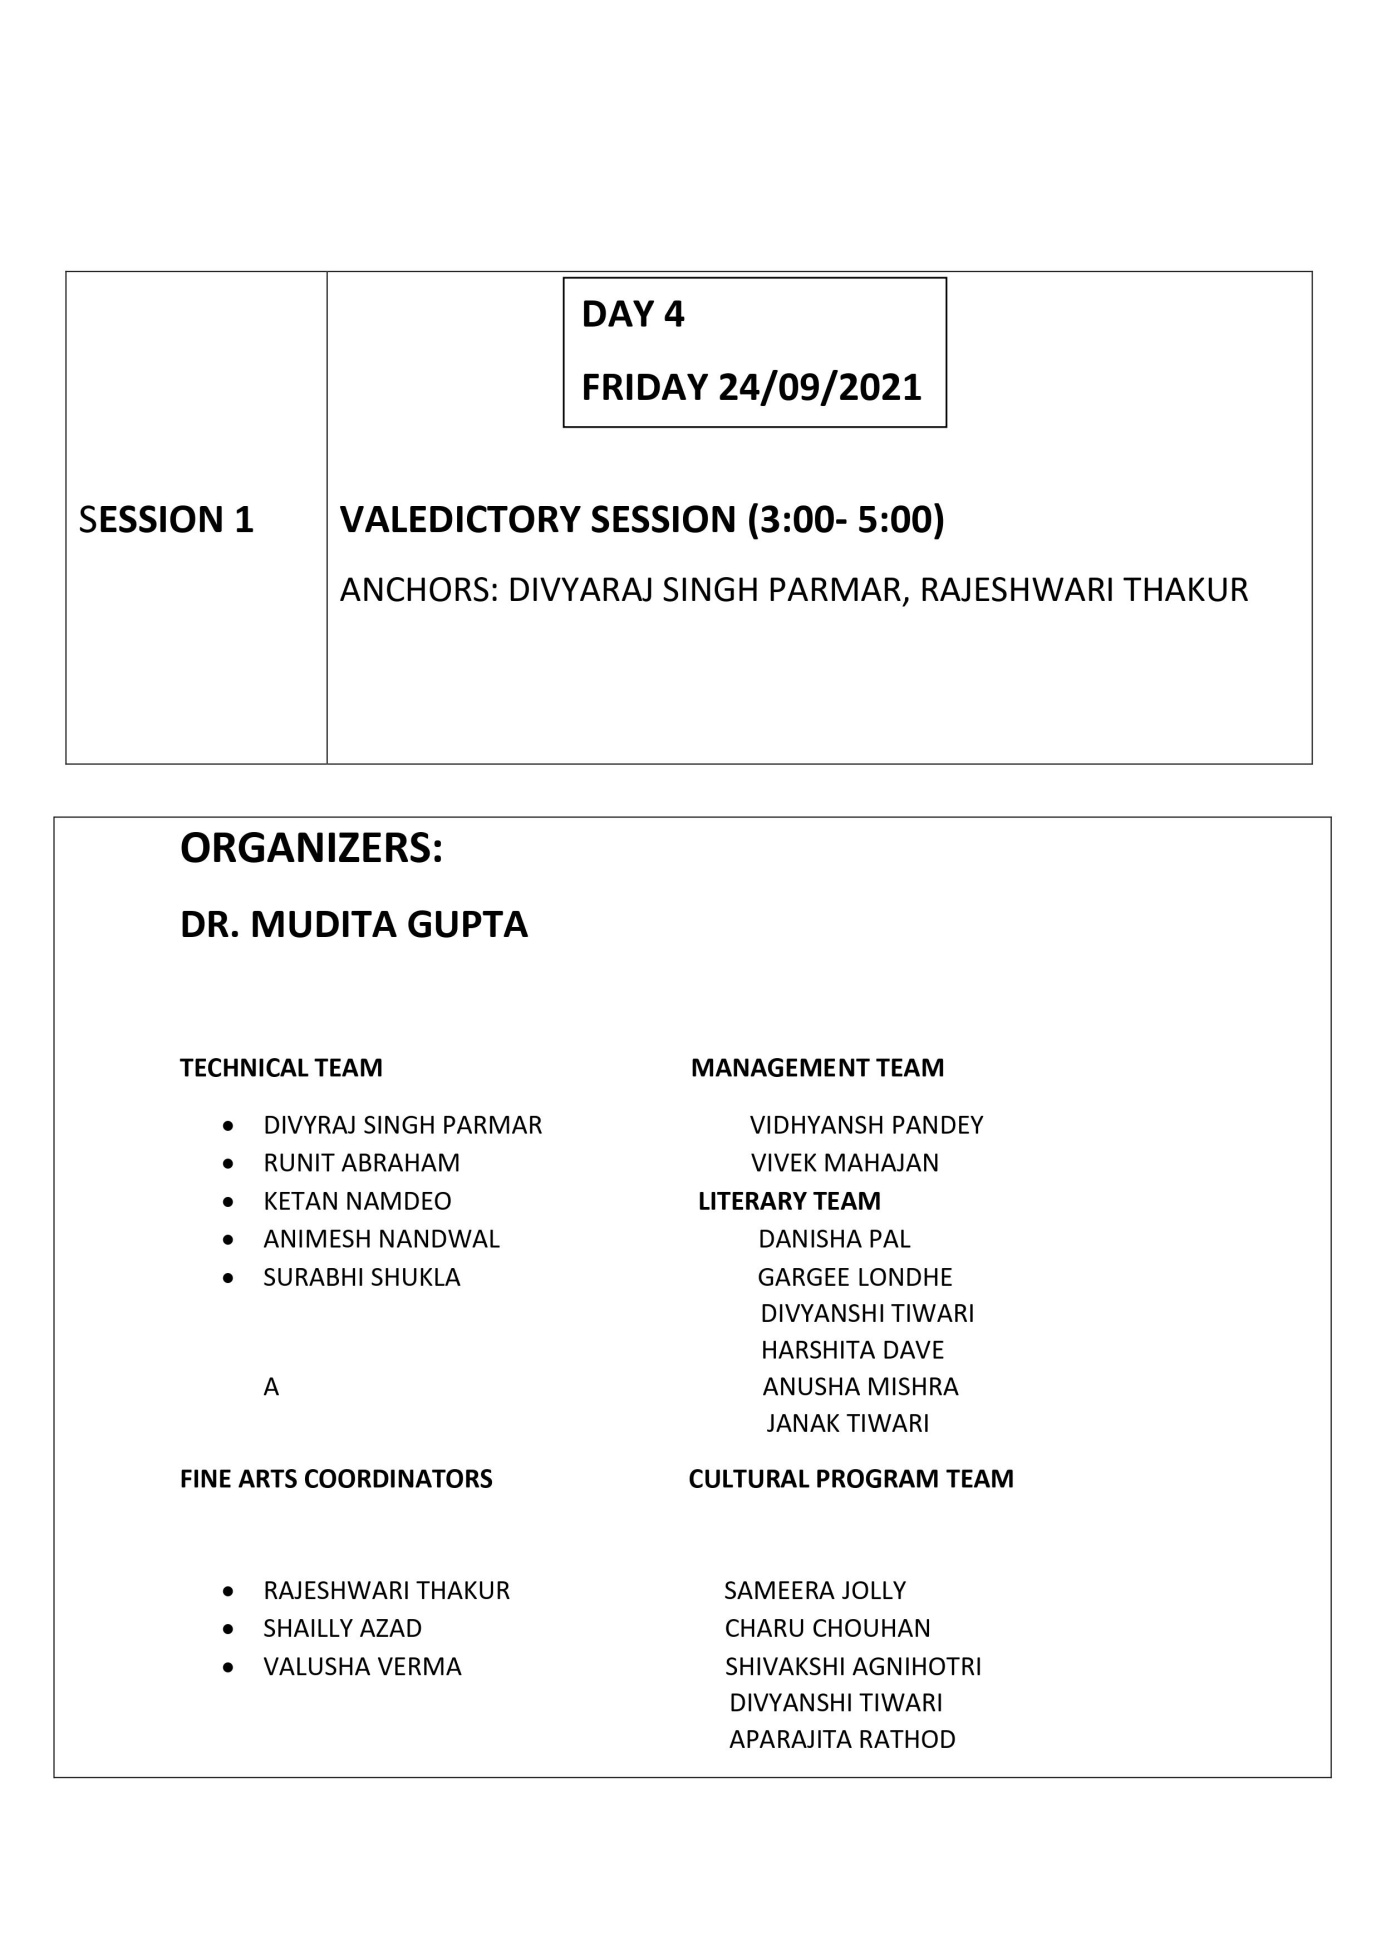 DAY 4
FRIDAY 24/09/2021
SESSION 1
VALEDICTORY SESSION (3:00- 5:00)
ANCHORS: DIVYARAJ SINGH PARMAR, RAJESHWARI THAKUR
ORGANIZERS:
DR. MUDITA GUPTA
TECHNICAL TEAM MANAGEMENT TEAM
• DIVYRAJ SINGH PARMAR VIDHYANSH PANDEY
• RUNIT ABRAHAM VIVEK MAHAJAN
• KETAN NAMDEO LITERARY TEAM
• ANIMESH NANDWAL DANISHA PAL
• SURABHI SHUKLA GARGEE LONDHE
DIVYANSHI TIWARI
HARSHITA DAVE
A ANUSHA MISHRA
JANAK TIWARI
FINE ARTS COORDINATORS CULTURAL PROGRAM TEAM
• RAJESHWARI THAKUR SAMEERA JOLLY
• SHAILLY AZAD CHARU CHOUHAN
• VALUSHA VERMA SHIVAKSHI AGNIHOTRI
DIVYANSHI TIWARI
APARAJITA RATHOD